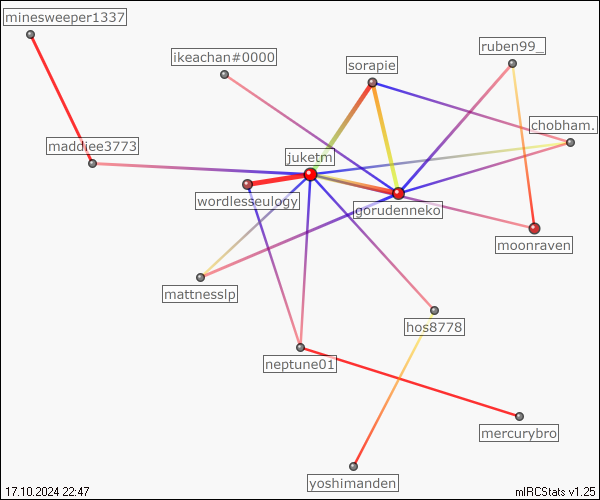 minesweeper1337
ikeachan#0000
ruben99_
sorapie
chobham.
maddiee3773
juketm
wordlesseulogy
gorudenneko
moonraven
mattnesslp
hos8778
neptune01
mercurybro
yoshimanden
17.10.2024 22:47
mIRCStats v1.25